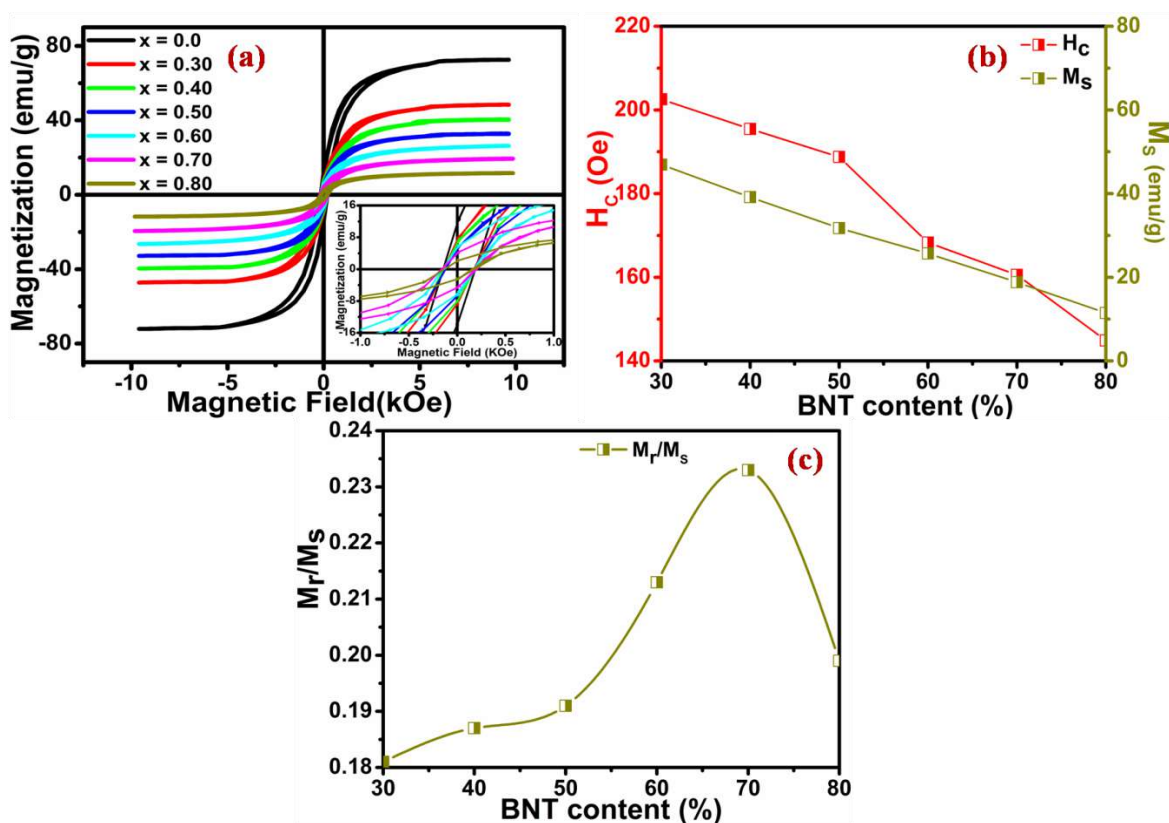 (a)
x = 0.0
x = 0.30
x = 0.40
x = 0.50
x = 0.60
x = 0.70
x = 0.80
Magnetization (emu/g)
80
40
0
-40
-80
-10
-5
0
5
10
Magnetic Field(kOe)
Magnetization (emu/g)
16
8
0
-8
-16
-1.0
-0.5
0.0
0.5
1.0
Magnetic Field (KOe)
(b)
HC
MS
HC (Oe)
220
200
180
160
140
MS (emu/g)
80
60
40
20
0
30
40
50
60
70
80
BNT content (%)
(c)
Mr/Ms
Mr/Ms
0.24
0.23
0.22
0.21
0.20
0.19
0.18
30
40
50
60
70
80
BNT content (%)